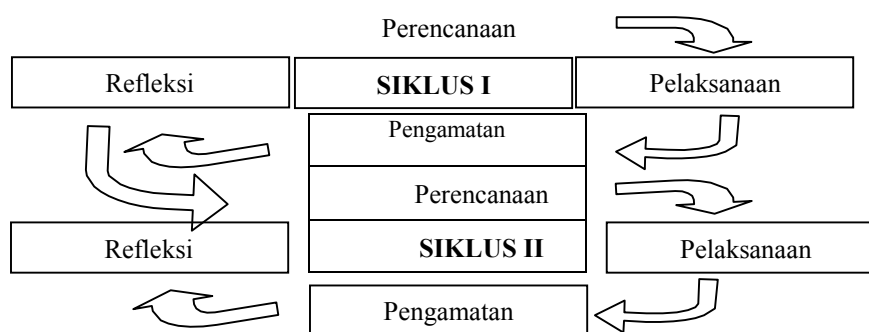 Perencanaan
Refleksi SIKLUS I Pelaksanaan
Pengamatan
Perencanaan
Refleksi SIKLUS II Pelaksanaan
Pengamatan